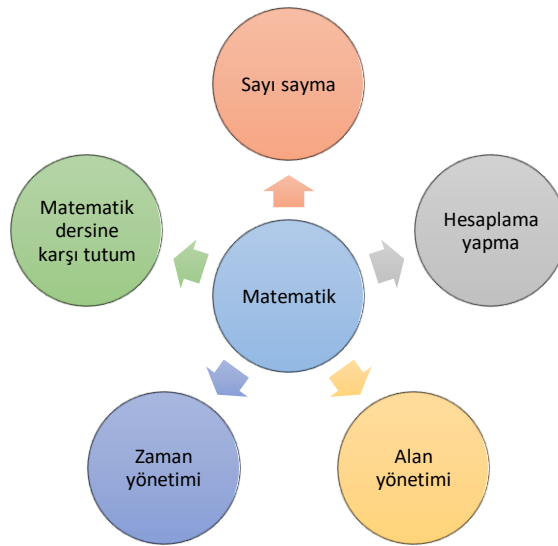 Sayı sayma
Hesaplama
yapma
Alan
yönetimi
Zaman
yönetimi
Matematik
dersine
karşı tutum
Matematik